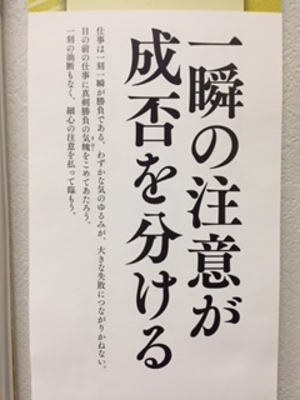 一瞬の注意が
成否を分ける
仕事は一刻一瞬が勝負である。わずかな気のゆるみが、大きな失敗につながりかねない。
目の前の仕事に真剣勝負の気魄をこめてあたろう。
一刻の油断もなく、細心の注意を払って臨もう。